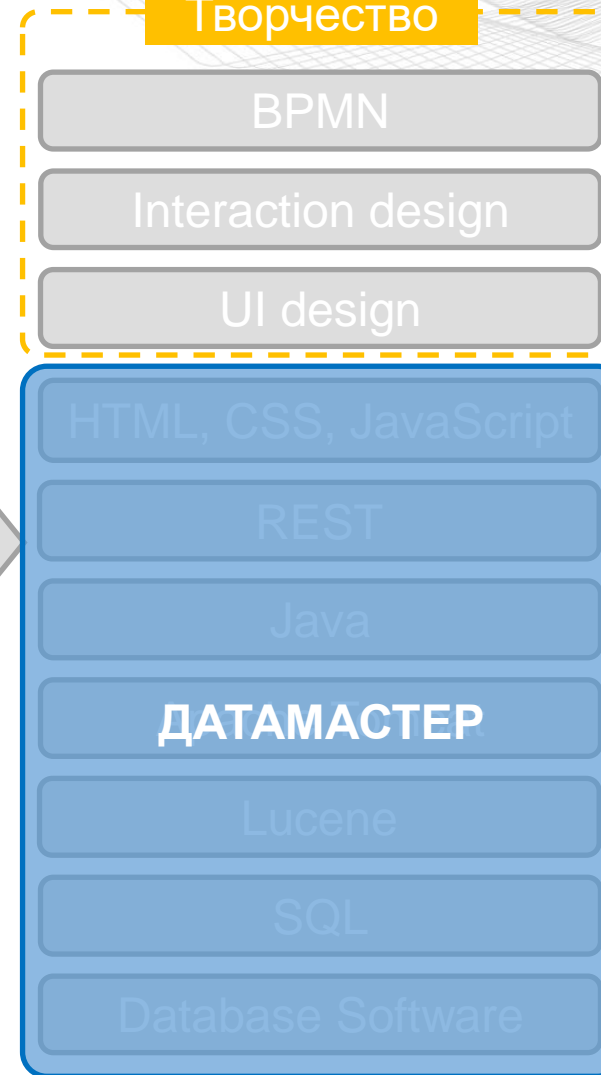 Творчество
BPMN
Interaction design
UI design
HTML, CSS, JavaScript
REST
Java
ДАТАМАСТЕР
Lucene
SQL
Database Software